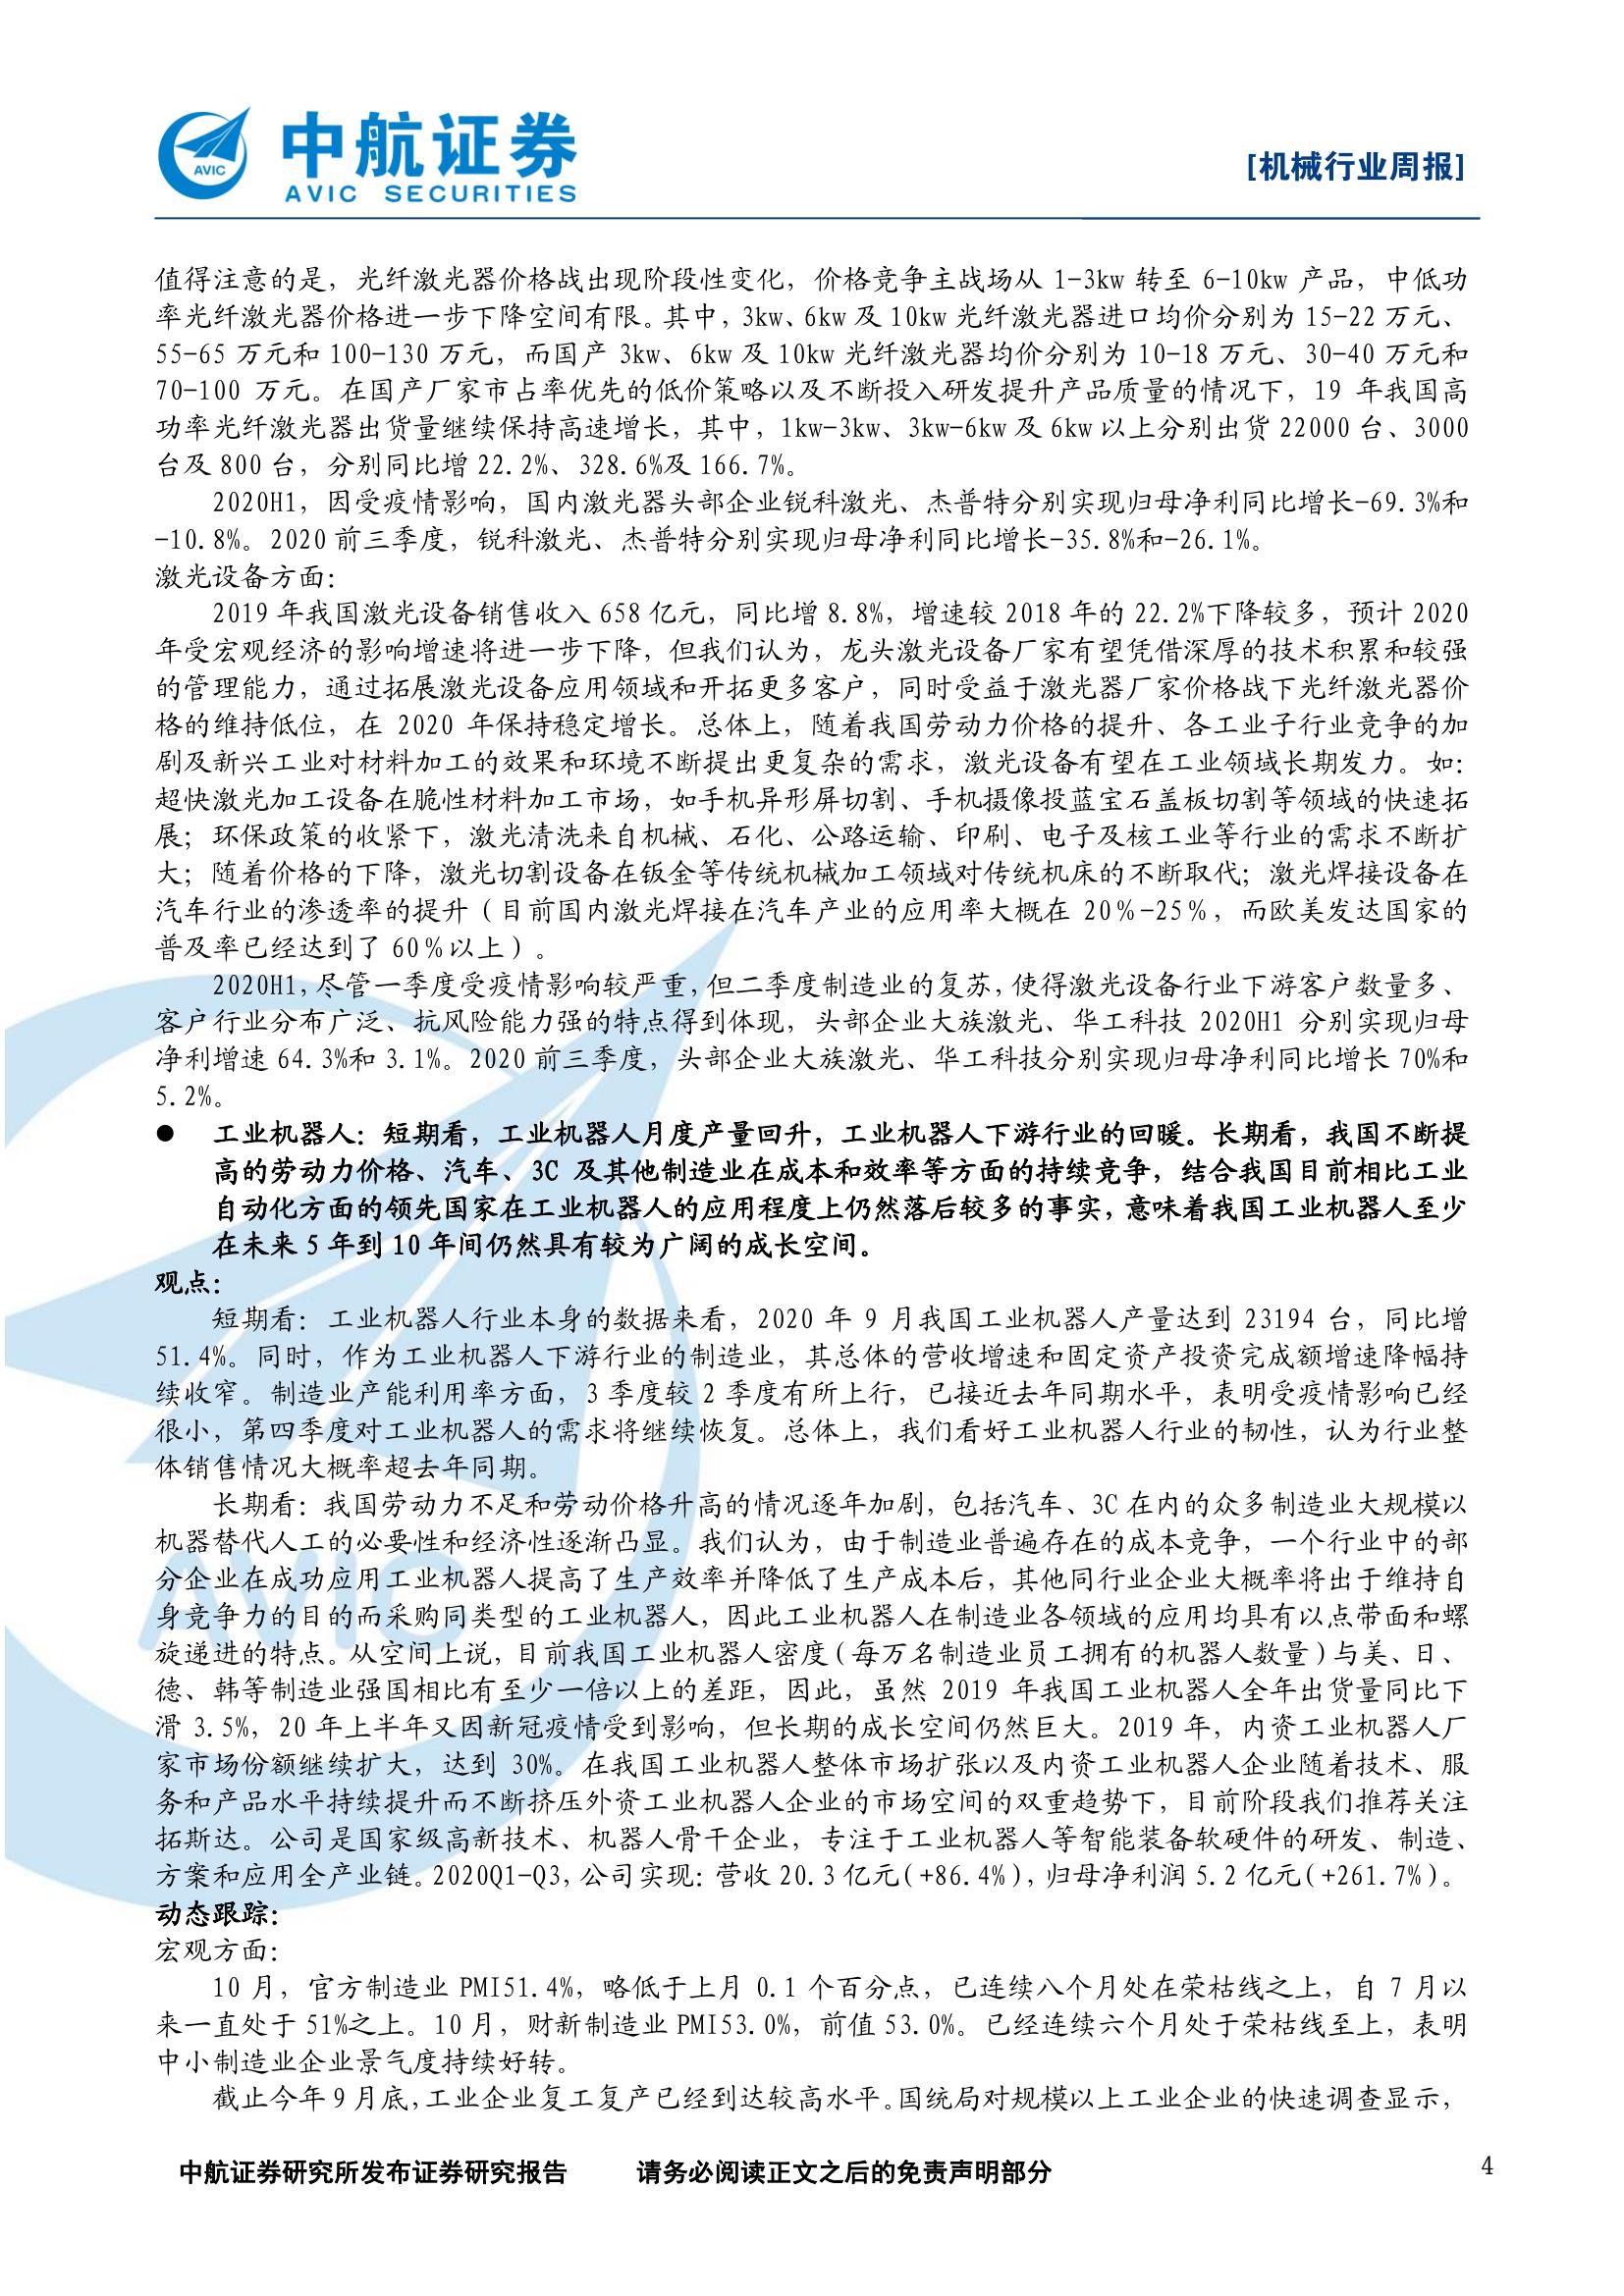 中航证券
AVIC
AVIC SECURITIES
[机械行业周报]
值得注意的是，光纤激光器价格战出现阶段性变化，价格竞争主战场从 1-3kw 转至 6-10kw 产品，中低功
率光纤激光器价格进一步下降空间有限。其中，3kw、6kw 及 10kw 光纤激光器进口均价分别为 15-22 万元、
55-65 万元和 100-130 万元，而国产 3kw、6kw 及 10kw 光纤激光器均价分别为 10-18 万元、30-40 万元和
70-100 万元。在国产厂家市占率优先的低价策略以及不断投入研发提升产品质量的情况下，19 年我国高
功率光纤激光器出货量继续保持高速增长，其中，1kw-3kw、3kw-6kw 及 6kw 以上分别出货 22000 台、3000
台及 800 台，分别同比增 22.2%、328.6%及 166.7%。
2020H1，因受疫情影响，国内激光器头部企业锐科激光、杰普特分别实现归母净利同比增长-69.3%和
-10.8%。2020 前三季度，锐科激光、杰普特分别实现归母净利同比增长-35.8%和-26.1%。
激光设备方面：
2019 年我国激光设备销售收入 658 亿元，同比增 8.8%，增速较 2018 年的 22.2%下降较多，预计 2020
年受宏观经济的影响增速将进一步下降，但我们认为，龙头激光设备厂家有望凭借深厚的技术积累和较强
的管理能力，通过拓展激光设备应用领域和开拓更多客户，同时受益于激光器厂家价格战下光纤激光器价
格的维持低位，在 2020 年保持稳定增长。总体上，随着我国劳动力价格的提升、各工业子行业竞争的加
剧及新兴工业对材料加工的效果和环境不断提出更复杂的需求，激光设备有望在工业领域长期发力。如：
超快激光加工设备在脆性材料加工市场，如手机异形屏切割、手机摄像投蓝宝石盖板切割等领域的快速拓
展；环保政策的收紧下，激光清洗来自机械、石化、公路运输、印刷、电子及核工业等行业的需求不断扩
大；随着价格的下降，激光切割设备在钣金等传统机械加工领域对传统机床的不断取代；激光焊接设备在
汽车行业的渗透率的提升（目前国内激光焊接在汽车产业的应用率大概在 20％-25％，而欧美发达国家的
普及率已经达到了 60％以上）。
2020H1，尽管一季度受疫情影响较严重，但二季度制造业的复苏，使得激光设备行业下游客户数量多、
客户行业分布广泛、抗风险能力强的特点得到体现，头部企业大族激光、华工科技 2020H1 分别实现归母
净利增速 64.3%和 3.1%。2020 前三季度，头部企业大族激光、华工科技分别实现归母净利同比增长 70%和
5.2%。
● 工业机器人：短期看，工业机器人月度产量回升，工业机器人下游行业的回暖。长期看，我国不断提
高的劳动力价格、汽车、3C 及其他制造业在成本和效率等方面的持续竞争，结合我国目前相比工业
自动化方面的领先国家在工业机器人的应用程度上仍然落后较多的事实，意味着我国工业机器人至少
在未来 5 年到 10 年间仍然具有较为广阔的成长空间。
观点：
短期看：工业机器人行业本身的数据来看，2020 年 9 月我国工业机器人产量达到 23194 台，同比增
51.4%。同时，作为工业机器人下游行业的制造业，其总体的营收增速和固定资产投资完成额增速降幅持
续收窄。制造业产能利用率方面，3 季度较 2 季度有所上行，已接近去年同期水平，表明受疫情影响已经
很小，第四季度对工业机器人的需求将继续恢复。总体上，我们看好工业机器人行业的韧性，认为行业整
体销售情况大概率超去年同期。
长期看：我国劳动力不足和劳动价格升高的情况逐年加剧，包括汽车、3C 在内的众多制造业大规模以
机器替代人工的必要性和经济性逐渐凸显。我们认为，由于制造业普遍存在的成本竞争，一个行业中的部
分企业在成功应用工业机器人提高了生产效率并降低了生产成本后，其他同行业企业大概率将出于维持自
身竞争力的目的而采购同类型的工业机器人，因此工业机器人在制造业各领域的应用均具有以点带面和螺
旋递进的特点。从空间上说，目前我国工业机器人密度（每万名制造业员工拥有的机器人数量）与美、日、
德、韩等制造业强国相比有至少一倍以上的差距，因此，虽然 2019 年我国工业机器人全年出货量同比下
滑 3.5%，20 年上半年又因新冠疫情受到影响，但长期的成长空间仍然巨大。2019 年，内资工业机器人厂
家市场份额继续扩大，达到 30%。在我国工业机器人整体市场扩张以及内资工业机器人企业随着技术、服
务和产品水平持续提升而不断挤压外资工业机器人企业的市场空间的双重趋势下，目前阶段我们推荐关注
拓斯达。公司是国家级高新技术、机器人骨干企业，专注于工业机器人等智能装备软硬件的研发、制造、
方案和应用全产业链。2020Q1-Q3，公司实现：营收 20.3 亿元（+86.4%），归母净利润 5.2 亿元（+261.7%）。
动态跟踪：
宏观方面：
10 月，官方制造业 PMI51.4%，略低于上月 0.1 个百分点，已连续八个月处在荣枯线之上，自 7 月以
来一直处于 51%之上。10 月，财新制造业 PMI53.0%，前值 53.0%。已经连续六个月处于荣枯线至上，表明
中小制造业企业景气度持续好转。
截止今年 9 月底，工业企业复工复产已经到达较高水平。国统局对规模以上工业企业的快速调查显示，
中航证券研究所发布证券研究报告 请务必阅读正文之后的免责声明部分 4